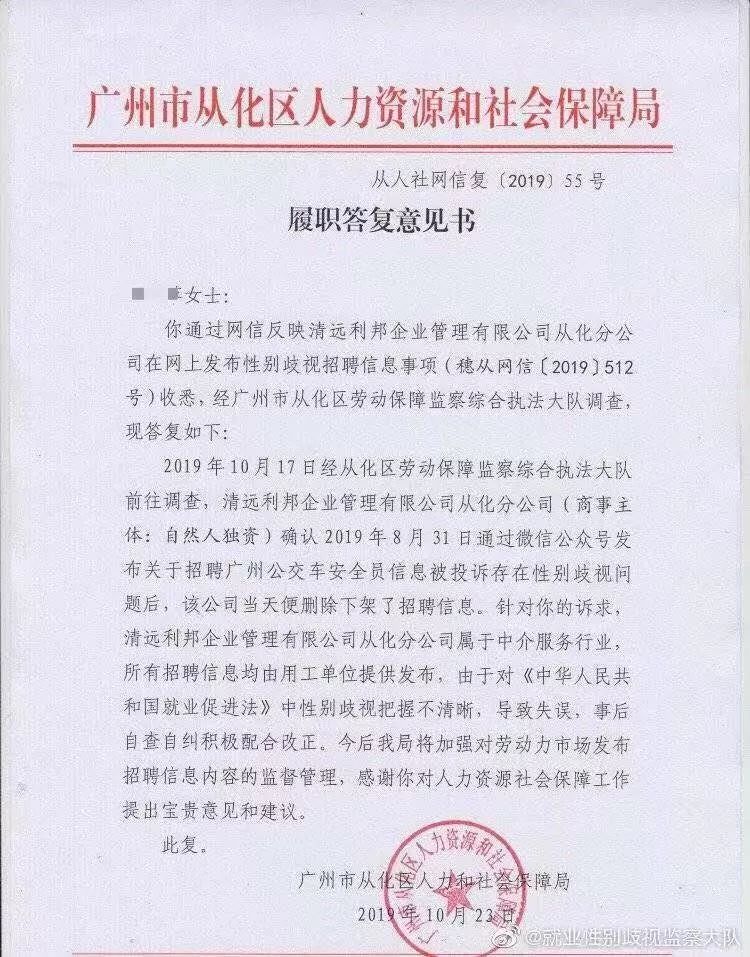 广州市从化区人力资源和社会保障局
从人社网信复〔2019〕55号
履职答复意见书
女士：
你通过网信反映清远利邦企业管理有限公司从化分公
司在网上发布性别歧视招聘信息事项（穗从网信〔2019〕512
号）收悉，经广州市从化区劳动保障监察综合执法大队调查，
现答复如下：
2019年10月17日经从化区劳动保障监察综合执法大队
前往调查，清远利邦企业管理有限公司从化分公司（商事主
体：自然人独资）确认2019年8月31日通过微信公众号发
布关于招聘广州公交车安全员信息被投诉存在性别歧视问
题后，该公司当天便删除下架了招聘信息。针对你的诉求，
清远利邦企业管理有限公司从化分公司属于中介服务行业，
所有招聘信息均由用工单位提供发布，由于对《中华人民共
和国就业促进法》中性别歧视把握不清晰，导致失误，事后
自查自纠积极配合改正。今后我局将加强对劳动力市场发布
招聘信息内容的监督管理，感谢你对人力资源社会保障工作
提出宝贵意见和建议。
此复。
广州市从化区人力和社会保障局
2019年10月23日
广州市从化区人力资源和社会保障局
@就业性别歧视监察大队